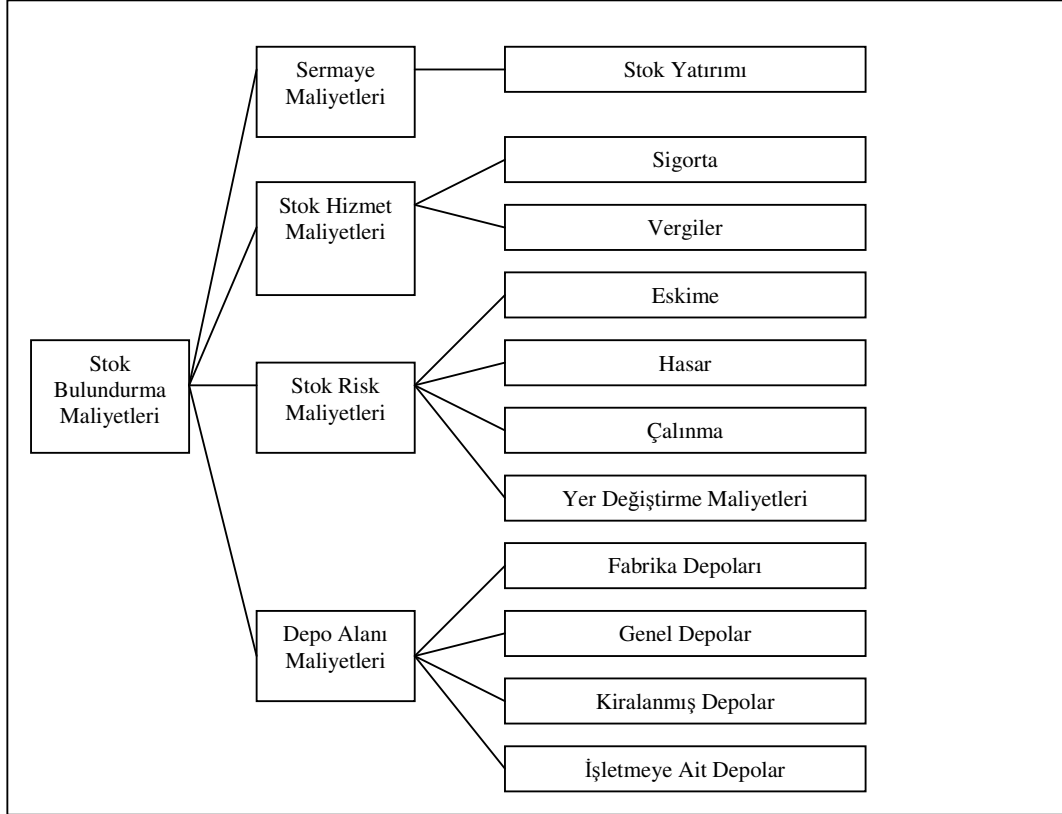 Stok
Bulundurma
Maliyetleri
Sermaye
Maliyetleri
Stok Yatırımı
Stok Hizmet
Maliyetleri
Sigorta
Vergiler
Stok Risk
Maliyetleri
Eskime
Hasar
Çalınma
Yer Değiştirme Maliyetleri
Depo Alanı
Maliyetleri
Fabrika Depoları
Genel Depolar
Kiralanmış Depolar
İşletmeye Ait Depolar